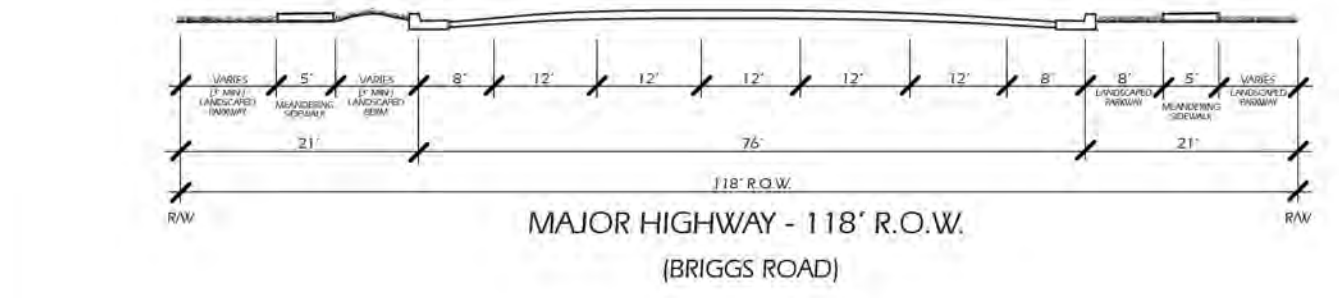 VARIES 5' VARIES 8' 12' 12' 12' 12' 12' 8' 8' 5' VARIES
(3' MIN.) (3' MIN.) LANDSCAPED LANDSCAPED
LANDSCAPED MEANDERING LANDSCAPED PARKWAY MEANDERING PARKWAY
PARKWAY SIDEWALK BERM SIDEWALK
21' 76' 21'
118' R.O.W.
R/W R/W
MAJOR HIGHWAY - 118' R.O.W.
(BRIGGS ROAD)